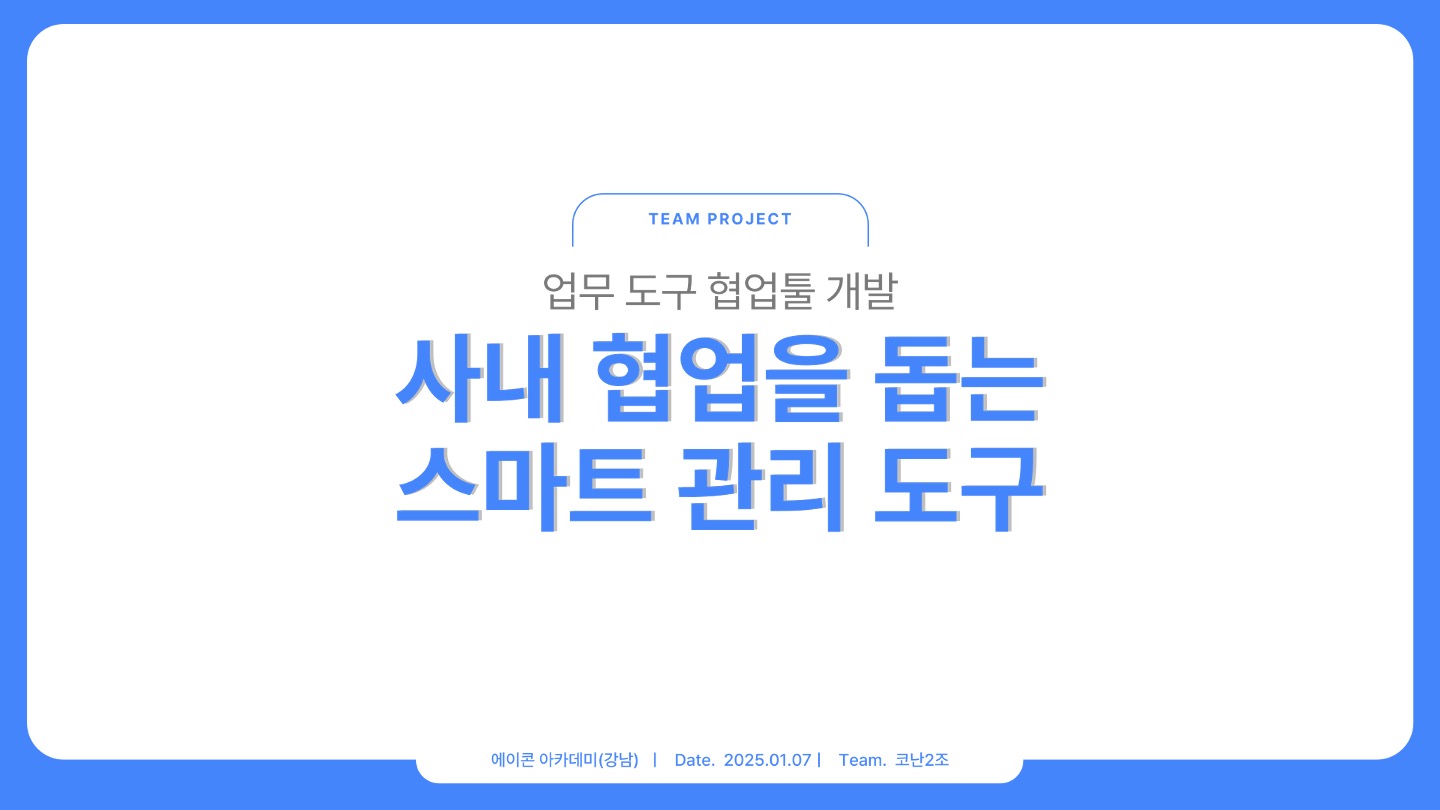 TEAM PROJECT
업무 도구 협업툴 개발
사내 협업을 돕는
스마트 관리 도구
에이콘 아카데미(강남) | Date. 2025.01.07 | Team. 코난2조